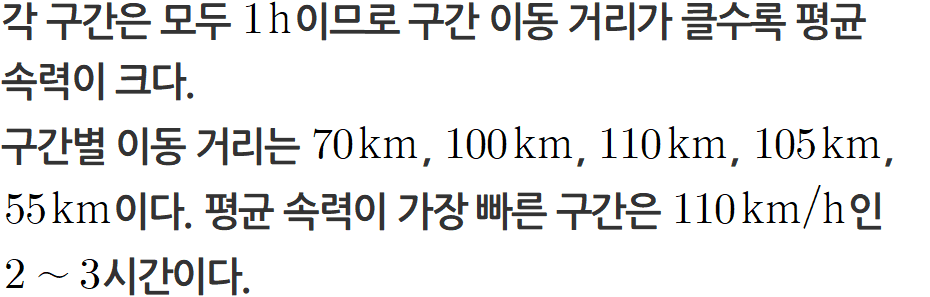 각 구간은 모두 1 h이므로 구간 이동 거리가 클수록 평균
속력이 크다.
구간별 이동 거리는 70 km, 100 km, 110 km, 105 km,
55 km이다. 평균 속력이 가장 빠른 구간은 110 km/h인
2 ~ 3시간이다.